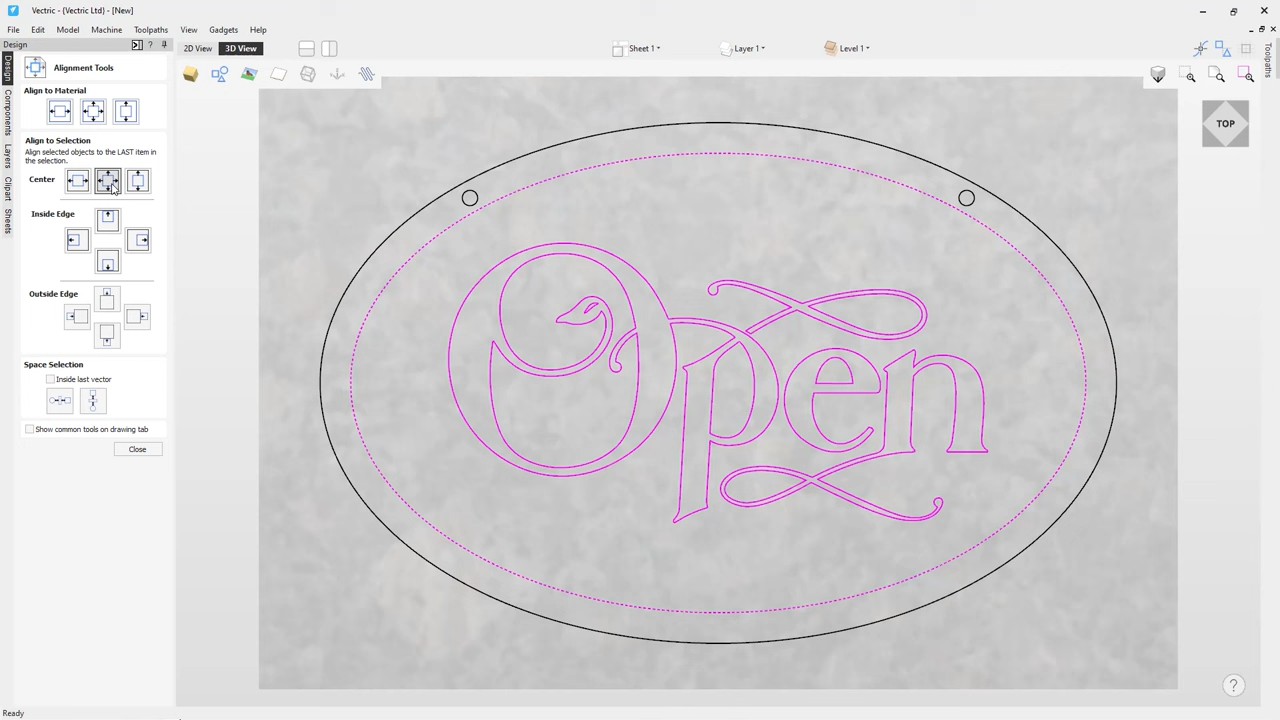 Vectric - {Vectric Ltd} - [New]
File Edit Model Machine Toolpaths View Gadgets Help
Design
2D View 3D View Sheet 1 Layer 1 Level 1
Alignment Tools
Align to Material
Align to Selection
Align selected objects to the LAST item in
the selection.
Center
Inside Edge
Outside Edge
Space Selection
Inside last vector
Show common tools on drawing tab
Close
Design
Components
Layers
Clipart
Sheets
Toolpaths
TOP
Open
?
Ready